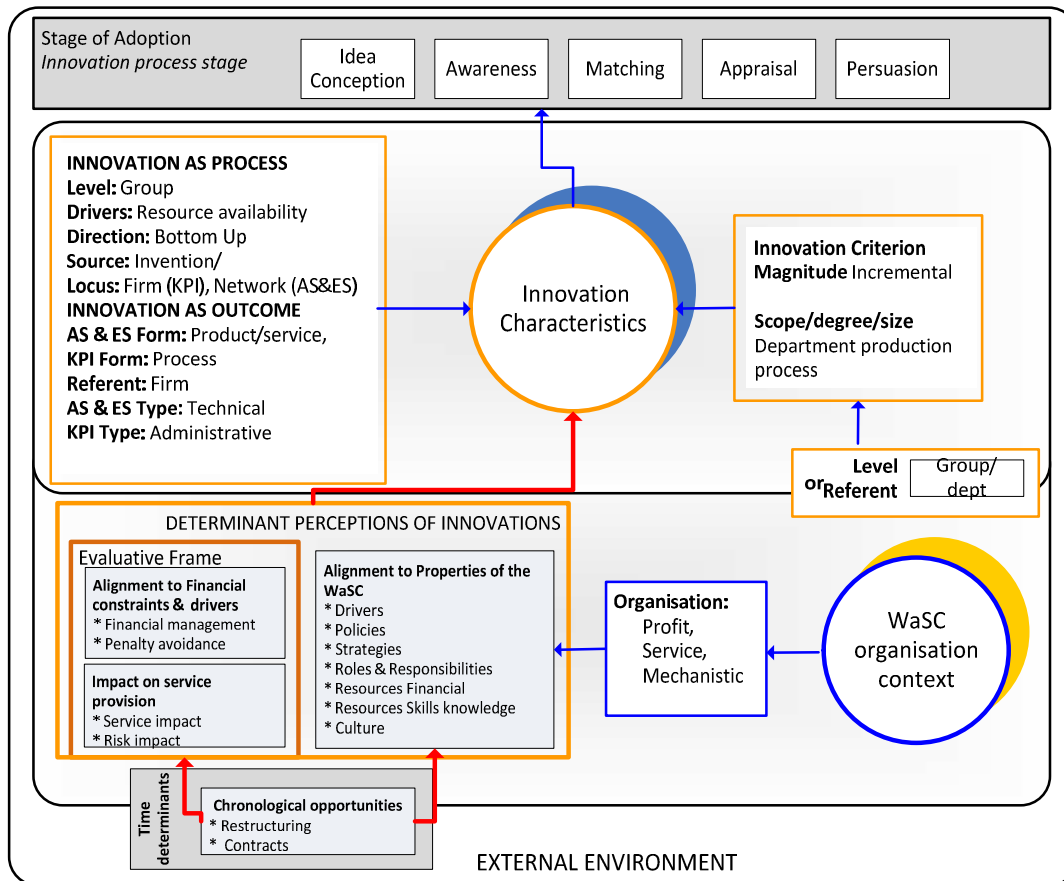 Stage of Adoption
Innovation process stage
Idea
Conception
Awareness
Matching
Appraisal
Persuasion
INNOVATION AS PROCESS
Level: Group
Drivers: Resource availability
Direction: Bottom Up
Source: Invention/
Locus: Firm (KPI), Network (AS&ES)
INNOVATION AS OUTCOME
AS & ES Form: Product/service,
KPI Form: Process
Referent: Firm
AS & ES Type: Technical
KPI Type: Administrative
Innovation
Characteristics
Innovation Criterion
Magnitude Incremental
Scope/degree/size
Department production
process
Level
orReferent
Group/
dept
DETERMINANT PERCEPTIONS OF INNOVATIONS
Evaluative Frame
Alignment to Financial
constraints & drivers
* Financial management
* Penalty avoidance
Impact on service
provision
* Service impact
* Risk impact
Alignment to Properties of the
WaSC
* Drivers
* Policies
* Strategies
* Roles & Responsibilities
* Resources Financial
* Resources Skills knowledge
* Culture
Organisation:
Profit,
Service,
Mechanistic
WaSC
organisation
context
Time
determinants
Chronological opportunities
* Restructuring
* Contracts
EXTERNAL ENVIRONMENT